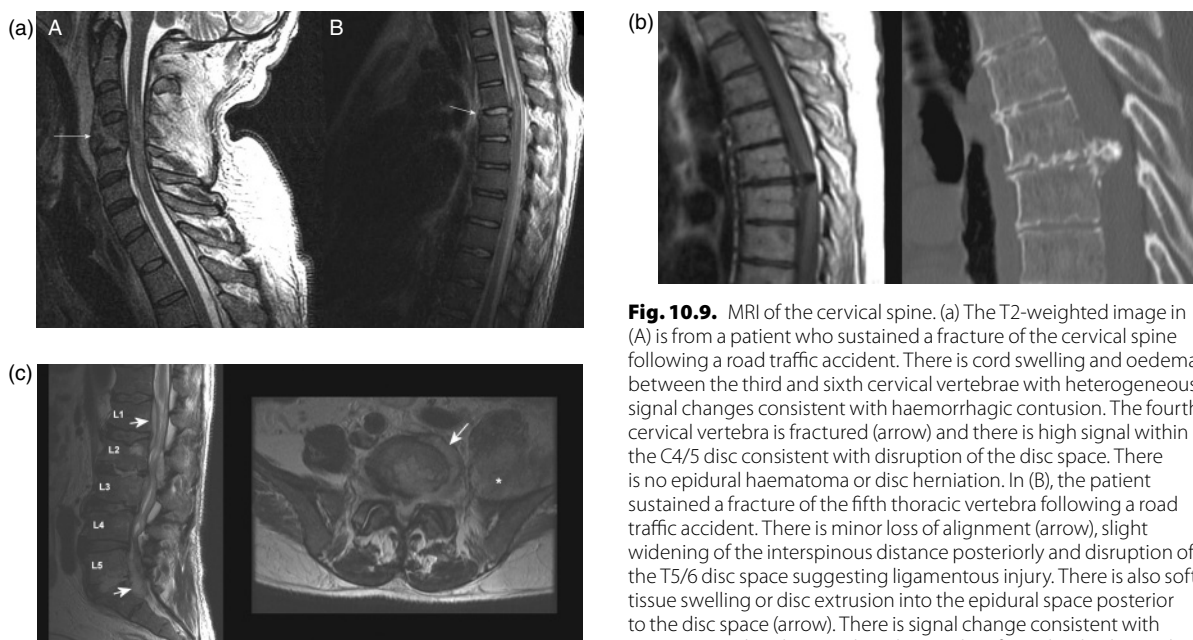 (a)
A
B
(b)
Fig. 10.9. MRI of the cervical spine. (a) The T2-weighted image in
(A) is from a patient who sustained a fracture of the cervical spine
following a road traffic accident. There is cord swelling and oedema
between the third and sixth cervical vertebrae with heterogeneous
signal changes consistent with haemorrhagic contusion. The fourth
cervical vertebra is fractured (arrow) and there is high signal within
the C4/5 disc consistent with disruption of the disc space. There
is no epidural haematoma or disc herniation. In (B), the patient
sustained a fracture of the fifth thoracic vertebra following a road
traffic accident. There is minor loss of alignment (arrow), slight
widening of the interspinous distance posteriorly and disruption of
the T5/6 disc space suggesting ligamentous injury. There is also soft
tissue swelling or disc extrusion into the epidural space posterior
to the disc space (arrow). There is signal change consistent with
(c)
L1
L2
L3
L4
L5
*